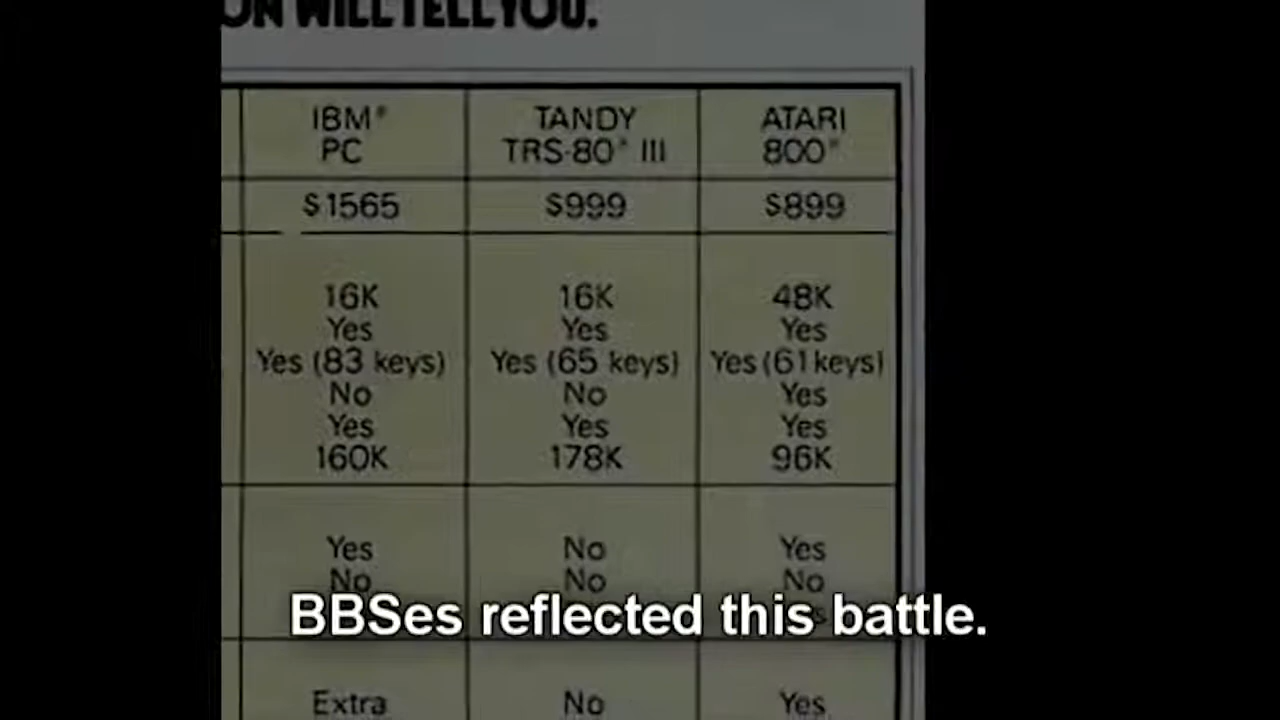 ON WILL TELL YOU.
IBM® TANDY ATARI
PC TRS-80® III 800®
$1565 $999 $899
16K 16K 48K
Yes Yes Yes
Yes (83 keys) Yes (65 keys) Yes (61 keys)
No No Yes
Yes Yes Yes
160K 178K 96K
Yes No Yes
No No No
BBSes reflected this battle.
Extra No Yes